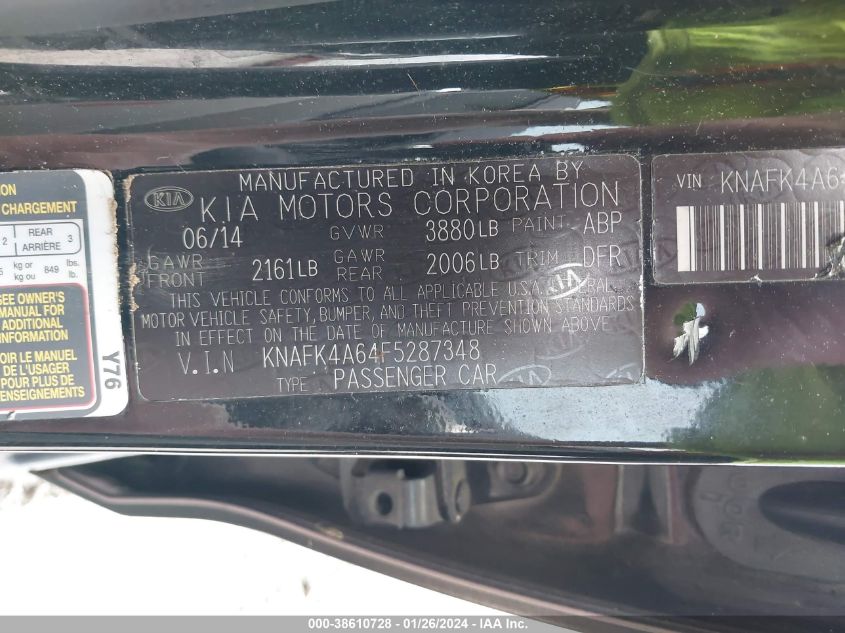 ION
CHARGEMENT
2 REAR ARRIÈRE 3
kg or kg ou 849 lbs. lb.
SEE OWNER'S
MANUAL FOR
ADDITIONAL
INFORMATION
VOIR LE MANUEL
DE L'USAGER
POUR PLUS DE
RENSEIGNEMENTS
Y76
MANUFACTURED IN KOREA BY
KIA KIA MOTORS CORPORATION
06/14 GVWR 3880LB PAINT ABP
GAWR FRONT 2161LB GAWR REAR 2006LB TRIM DFR
THIS VEHICLE CONFORMS TO ALL APPLICABLE U.S.A. FEDERAL
MOTOR VEHICLE SAFETY, BUMPER, AND THEFT PREVENTION STANDARDS
IN EFFECT ON THE DATE OF MANUFACTURE SHOWN ABOVE.
V.I.N KNAFK4A64F5287348
TYPE PASSENGER CAR
VIN KNAFK4A64
000-38610728 - 01/26/2024 - IAA Inc.